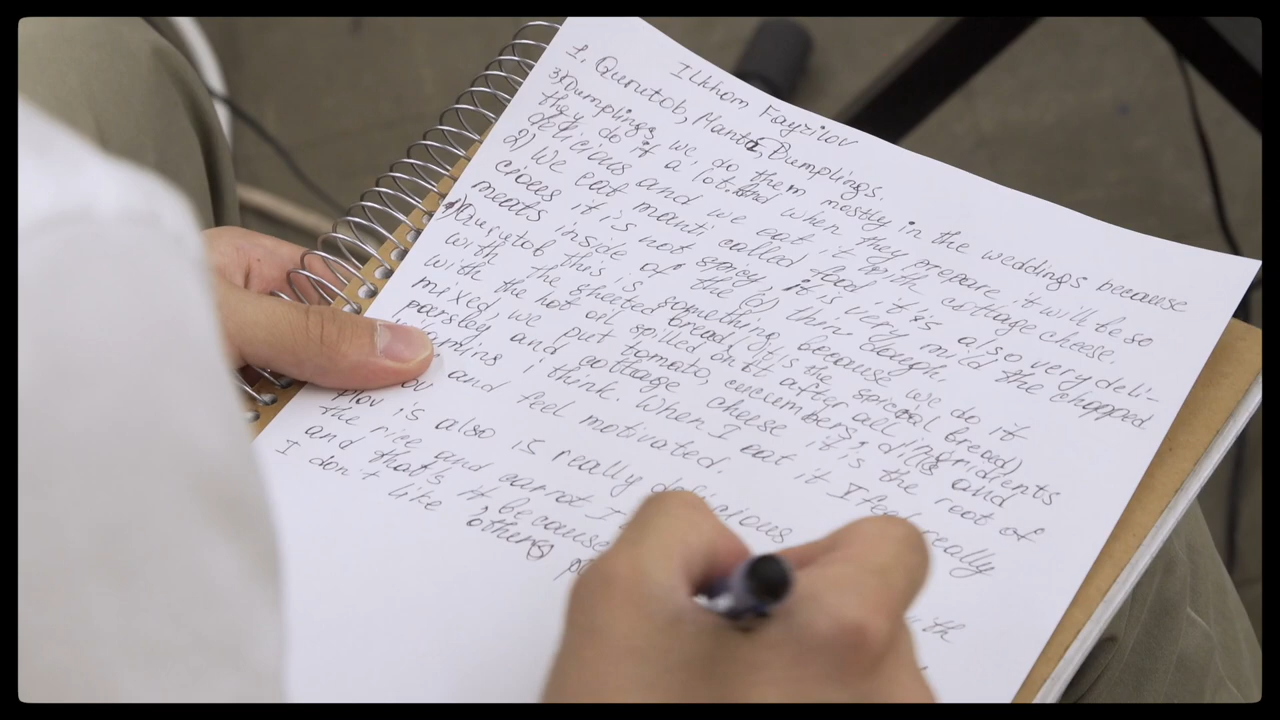 Ilkhom Fayzilov
1. Qurutob, Mantö, Dumplings.
3) Dumplings we do them mostly in the weddings because
they do it a lot. And when they prepare it will be so
delicious and we eat it with cottage cheese.
2) We eat manti called food it is also very deli-
cious it is not spicy, it is very mild the chopped
meats inside of the (d) thin dough.
1) Qurutob this is something because we do it
with the sheeted bread (it is the special bread)
with the hot oil spilled on it after all ingridients
mixed, we put tomato, cucumbers, dills and
parsley and cottage cheese it is the root of
I think. When I eat it I feel really
and feel motivated.
Plov is also is really delicious with
the rice and carrot I
and that's it because
I don't like others